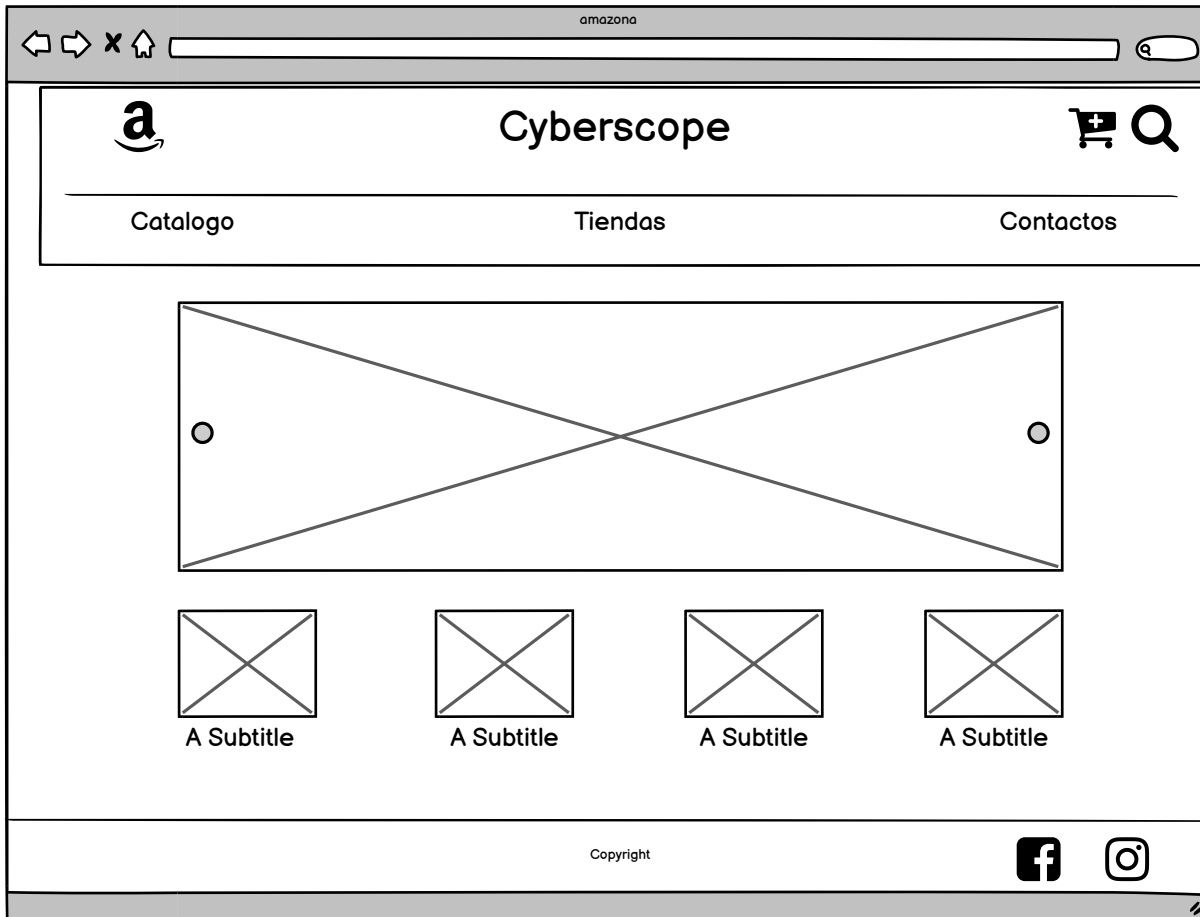 amazona
a
Cyberscope
Catalogo Tiendas Contactos
A Subtitle A Subtitle A Subtitle A Subtitle
Copyright